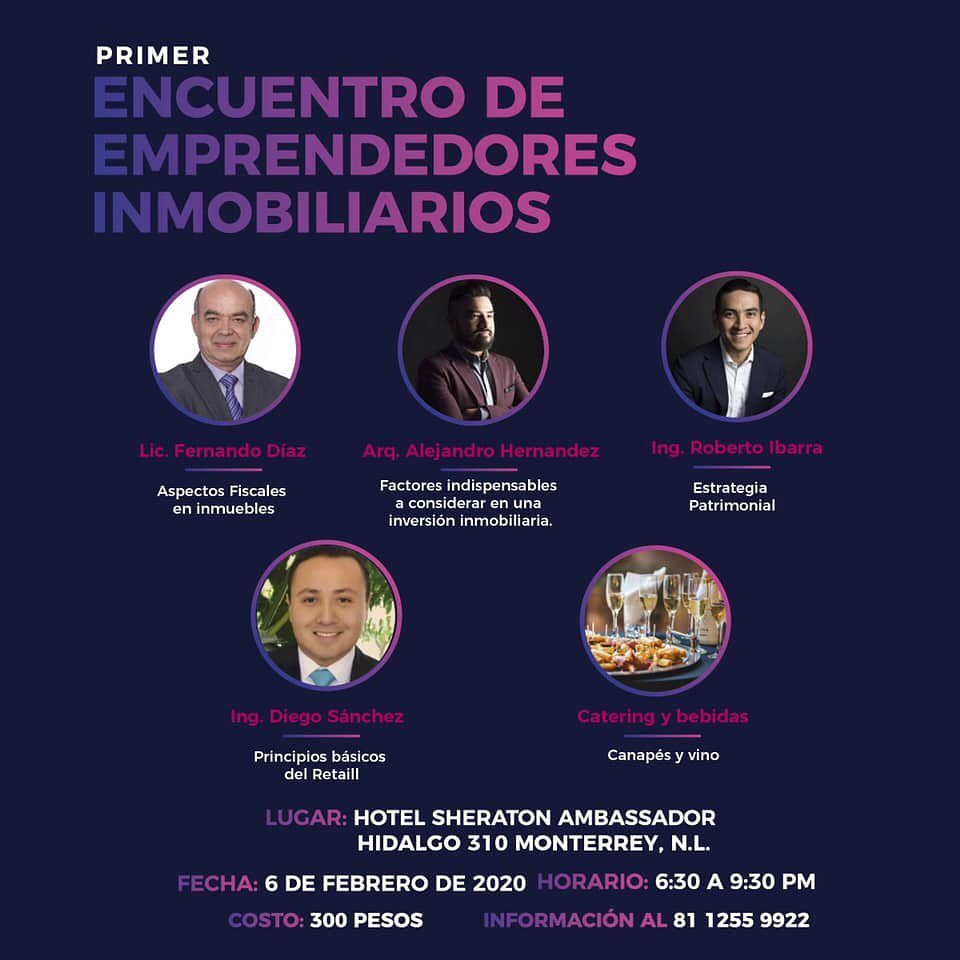 PRIMER
ENCUENTRO DE
EMPRENDEDORES
INMOBILIARIOS
Lic. Fernando Díaz
Aspectos Fiscales
en inmuebles
Arq. Alejandro Hernandez
Factores indispensables
a considerar en una
inversión inmobiliaria.
Ing. Roberto Ibarra
Estrategia
Patrimonial
Ing. Diego Sánchez
Principios básicos
del Retaill
Catering y bebidas
Canapés y vino
LUGAR: HOTEL SHERATON AMBASSADOR
HIDALGO 310 MONTERREY, N.L.
FECHA: 6 DE FEBRERO DE 2020 HORARIO: 6:30 A 9:30 PM
COSTO: 300 PESOS INFORMACIÓN AL 81 1255 9922